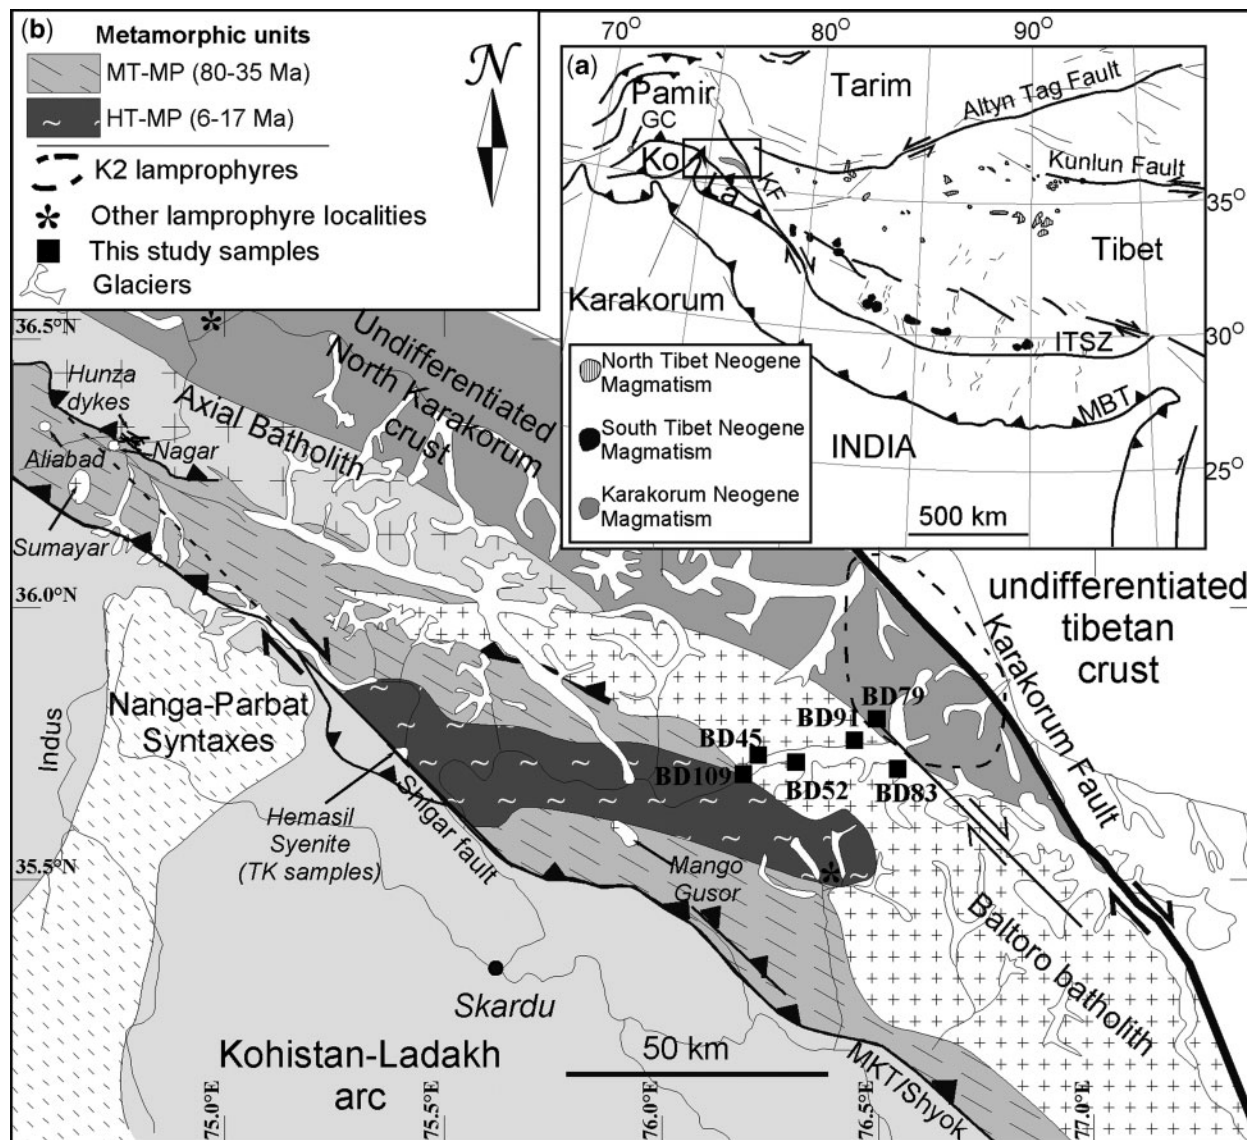 (b)
Metamorphic units
MT-MP (80-35 Ma)
HT-MP (6-17 Ma)
K2 lamprophyres
Other lamprophyre localities
This study samples
Glaciers
N
(a)
70°
80°
90°
Pamir
Tarim
Altyn Tag Fault
GC
Ko
La
KF
Kunlun Fault
35°
Tibet
Karakorum
ITSZ
30°
MBT
INDIA
25°
North Tibet Neogene
Magmatism
South Tibet Neogene
Magmatism
Karakorum Neogene
Magmatism
500 km
36.5°N
Undifferentiated
North Karakorum
crust
Hunza
dykes
Axial Batholith
Nagar
Aliabad
Sumayar
36.0°N
undifferentiated
tibetan
crust
Karakorum Fault
Nanga-Parbat
Syntaxes
Indus
BD79
BD91
BD45
BD109
BD52
BD83
Hemasil
Syenite
(TK samples)
Shigar fault
Mango
Gusor
35.5°N
Baltoro batholith
Skardu
Kohistan-Ladakh
arc
50 km
MKT/Shyok
75.0°E
75.5°E
76.0°E
76.5°E
77.0°E